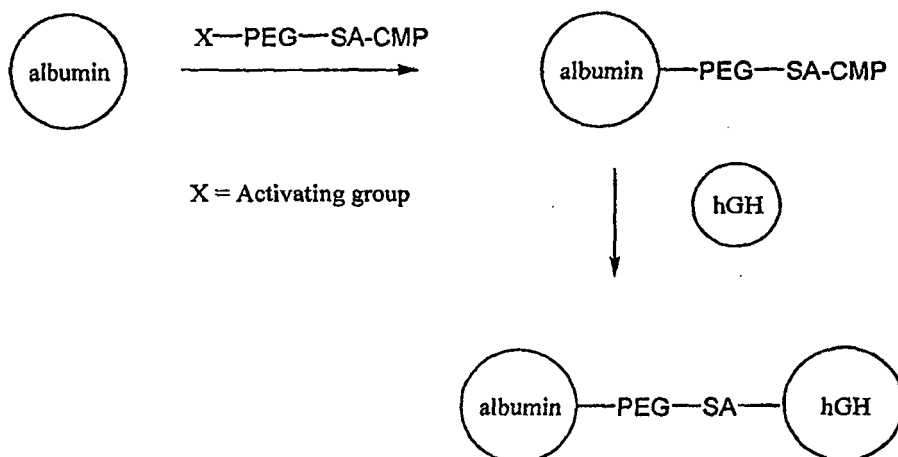 X—PEG—SA-CMP
albumin
albumin—PEG—SA-CMP
X = Activating group
hGH
albumin—PEG—SA—hGH